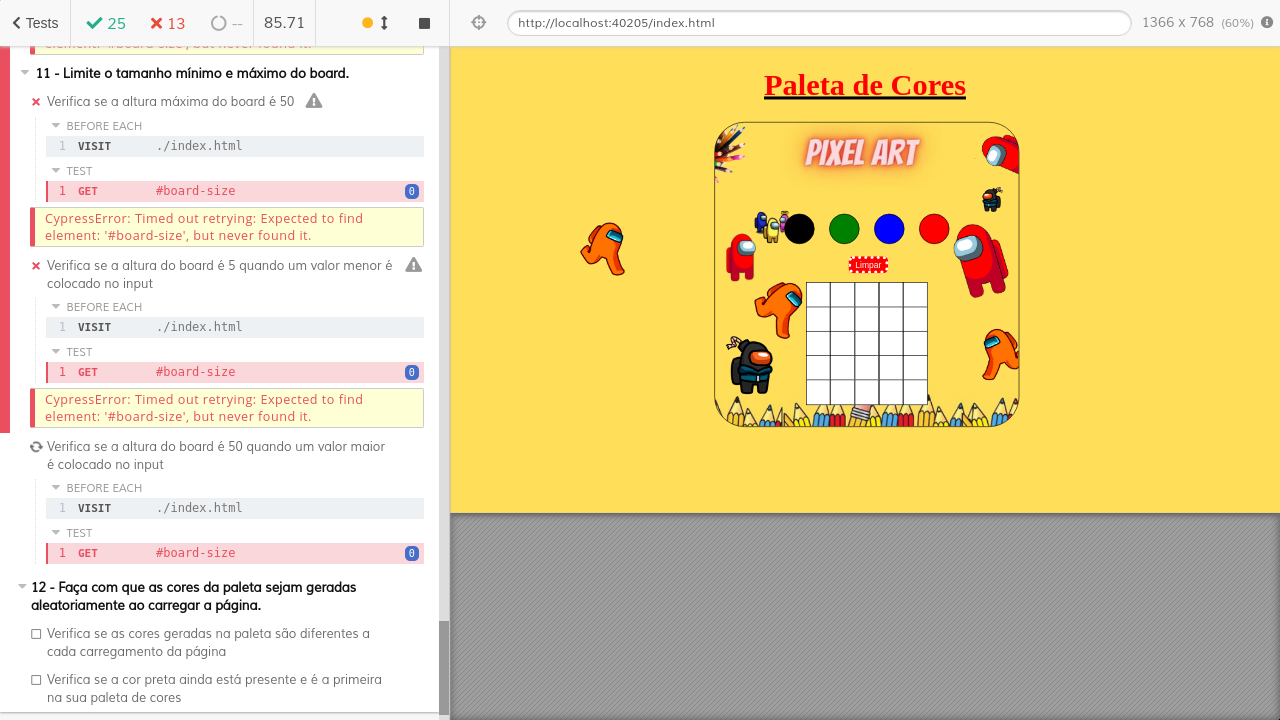 Tests
25
13
--
85.71
http://localhost:40205/index.html
1366 x 768 (60%)
element: '#board-size', but never found it.
11 - Limite o tamanho mínimo e máximo do board.
Verifica se a altura máxima do board é 50
BEFORE EACH
1 VISIT ./index.html
TEST
1 GET #board-size 0
CypressError: Timed out retrying: Expected to find
element: '#board-size', but never found it.
Verifica se a altura do board é 5 quando um valor menor é
colocado no input
BEFORE EACH
1 VISIT ./index.html
TEST
1 GET #board-size 0
CypressError: Timed out retrying: Expected to find
element: '#board-size', but never found it.
Verifica se a altura do board é 50 quando um valor maior
é colocado no input
BEFORE EACH
1 VISIT ./index.html
TEST
1 GET #board-size 0
12 - Faça com que as cores da paleta sejam geradas
aleatoriamente ao carregar a página.
Verifica se as cores geradas na paleta são diferentes a
cada carregamento da página
Verifica se a cor preta ainda está presente e é a primeira
na sua paleta de cores
Paleta de Cores
PIXEL ART
Limpar